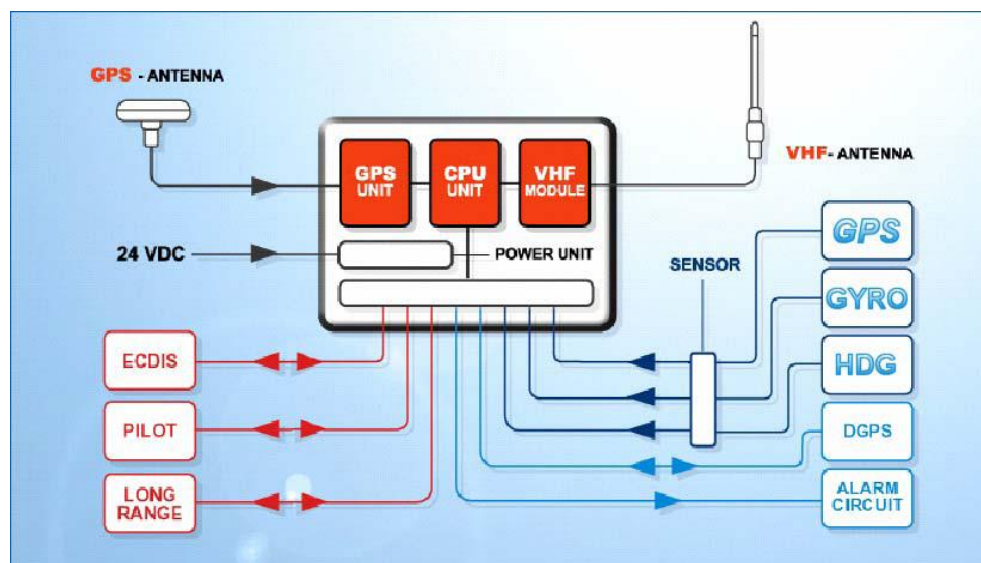 GPS - ANTENNA
VHF- ANTENNA
GPS
UNIT
CPU
UNIT
VHF
MODULE
24 VDC
POWER UNIT
SENSOR
GPS
GYRO
HDG
DGPS
ALARM
CIRCUIT
ECDIS
PILOT
LONG
RANGE